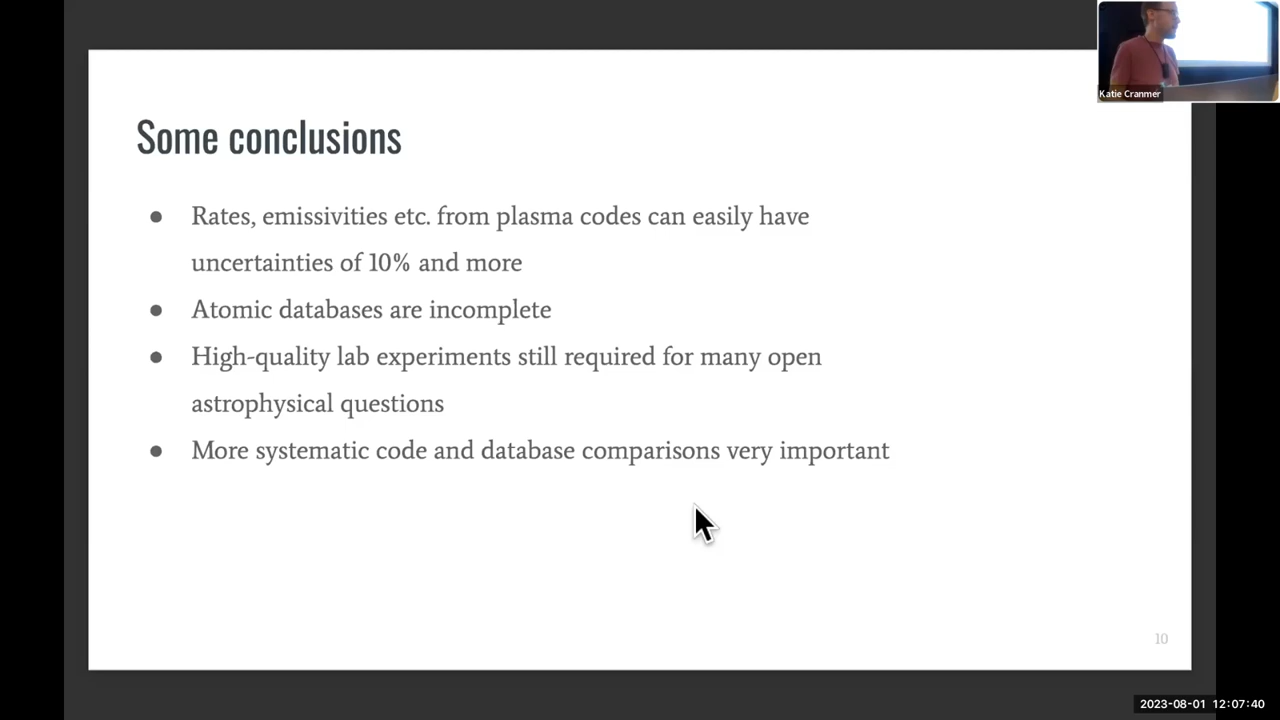 Katie Cranmer
Some conclusions
● Rates, emissivities etc. from plasma codes can easily have
uncertainties of 10% and more
● Atomic databases are incomplete
● High-quality lab experiments still required for many open
astrophysical questions
● More systematic code and database comparisons very important
10
2023-08-01 12:07:40